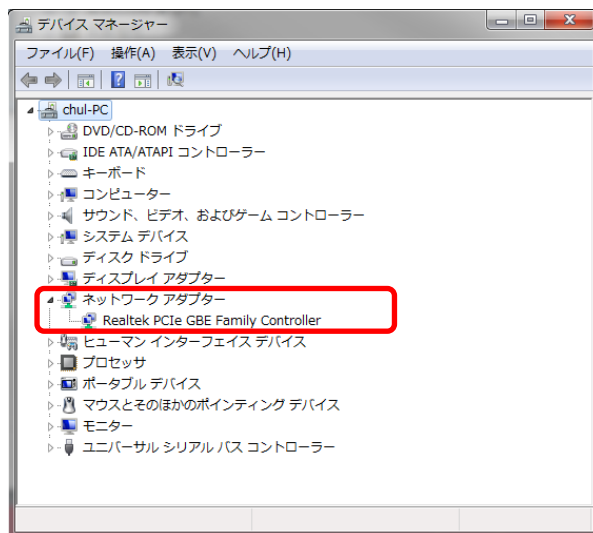 デバイス マネージャー
ファイル(F) 操作(A) 表示(V) ヘルプ(H)
chul-PC
DVD/CD-ROM ドライブ
IDE ATA/ATAPI コントローラー
キーボード
コンピューター
サウンド、ビデオ、およびゲーム コントローラー
システム デバイス
ディスク ドライブ
ディスプレイ アダプター
ネットワーク アダプター
Realtek PCIe GBE Family Controller
ヒューマン インターフェイス デバイス
プロセッサ
ポータブル デバイス
マウスとそのほかのポインティング デバイス
モニター
ユニバーサル シリアル バス コントローラー